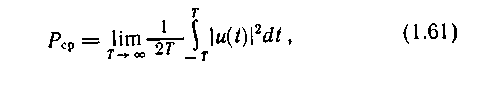 P_ср = lim_{T→∞} 1/2T ∫_{−T}^{T} |u(t)|² dt , (1.61)